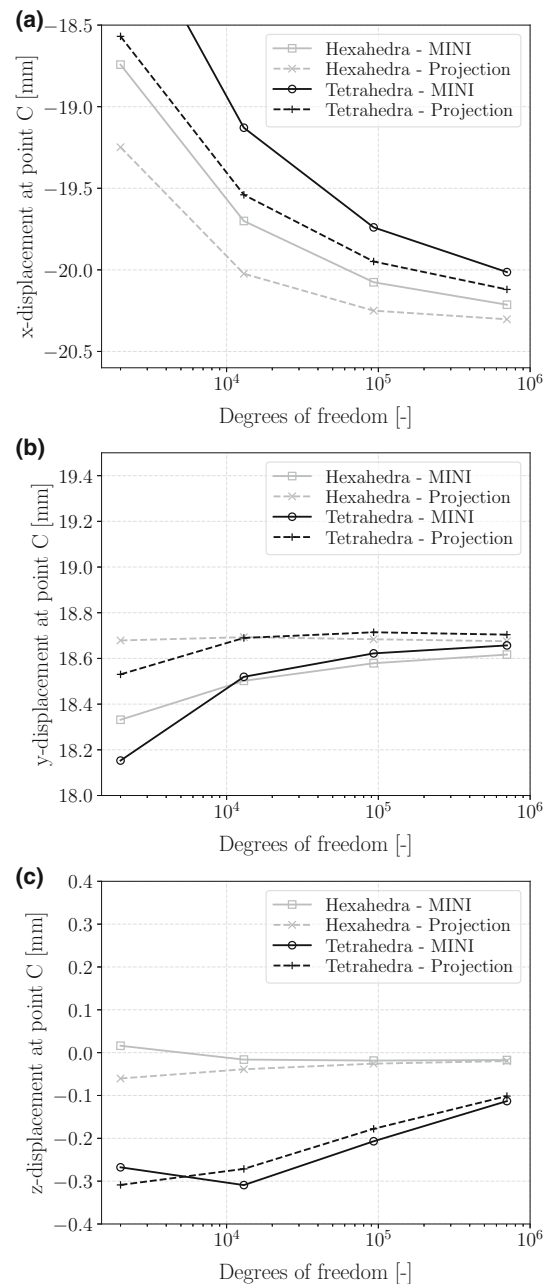 (a)
−18.5
−19.0
−19.5
−20.0
−20.5
x-displacement at point C [mm]
Hexahedra - MINI
Hexahedra - Projection
Tetrahedra - MINI
Tetrahedra - Projection
10^4
10^5
10^6
Degrees of freedom [-]
(b)
19.4
19.2
19.0
18.8
18.6
18.4
18.2
18.0
y-displacement at point C [mm]
Hexahedra - MINI
Hexahedra - Projection
Tetrahedra - MINI
Tetrahedra - Projection
10^4
10^5
10^6
Degrees of freedom [-]
(c)
0.4
0.3
0.2
0.1
0.0
−0.1
−0.2
−0.3
−0.4
z-displacement at point C [mm]
Hexahedra - MINI
Hexahedra - Projection
Tetrahedra - MINI
Tetrahedra - Projection
10^4
10^5
10^6
Degrees of freedom [-]